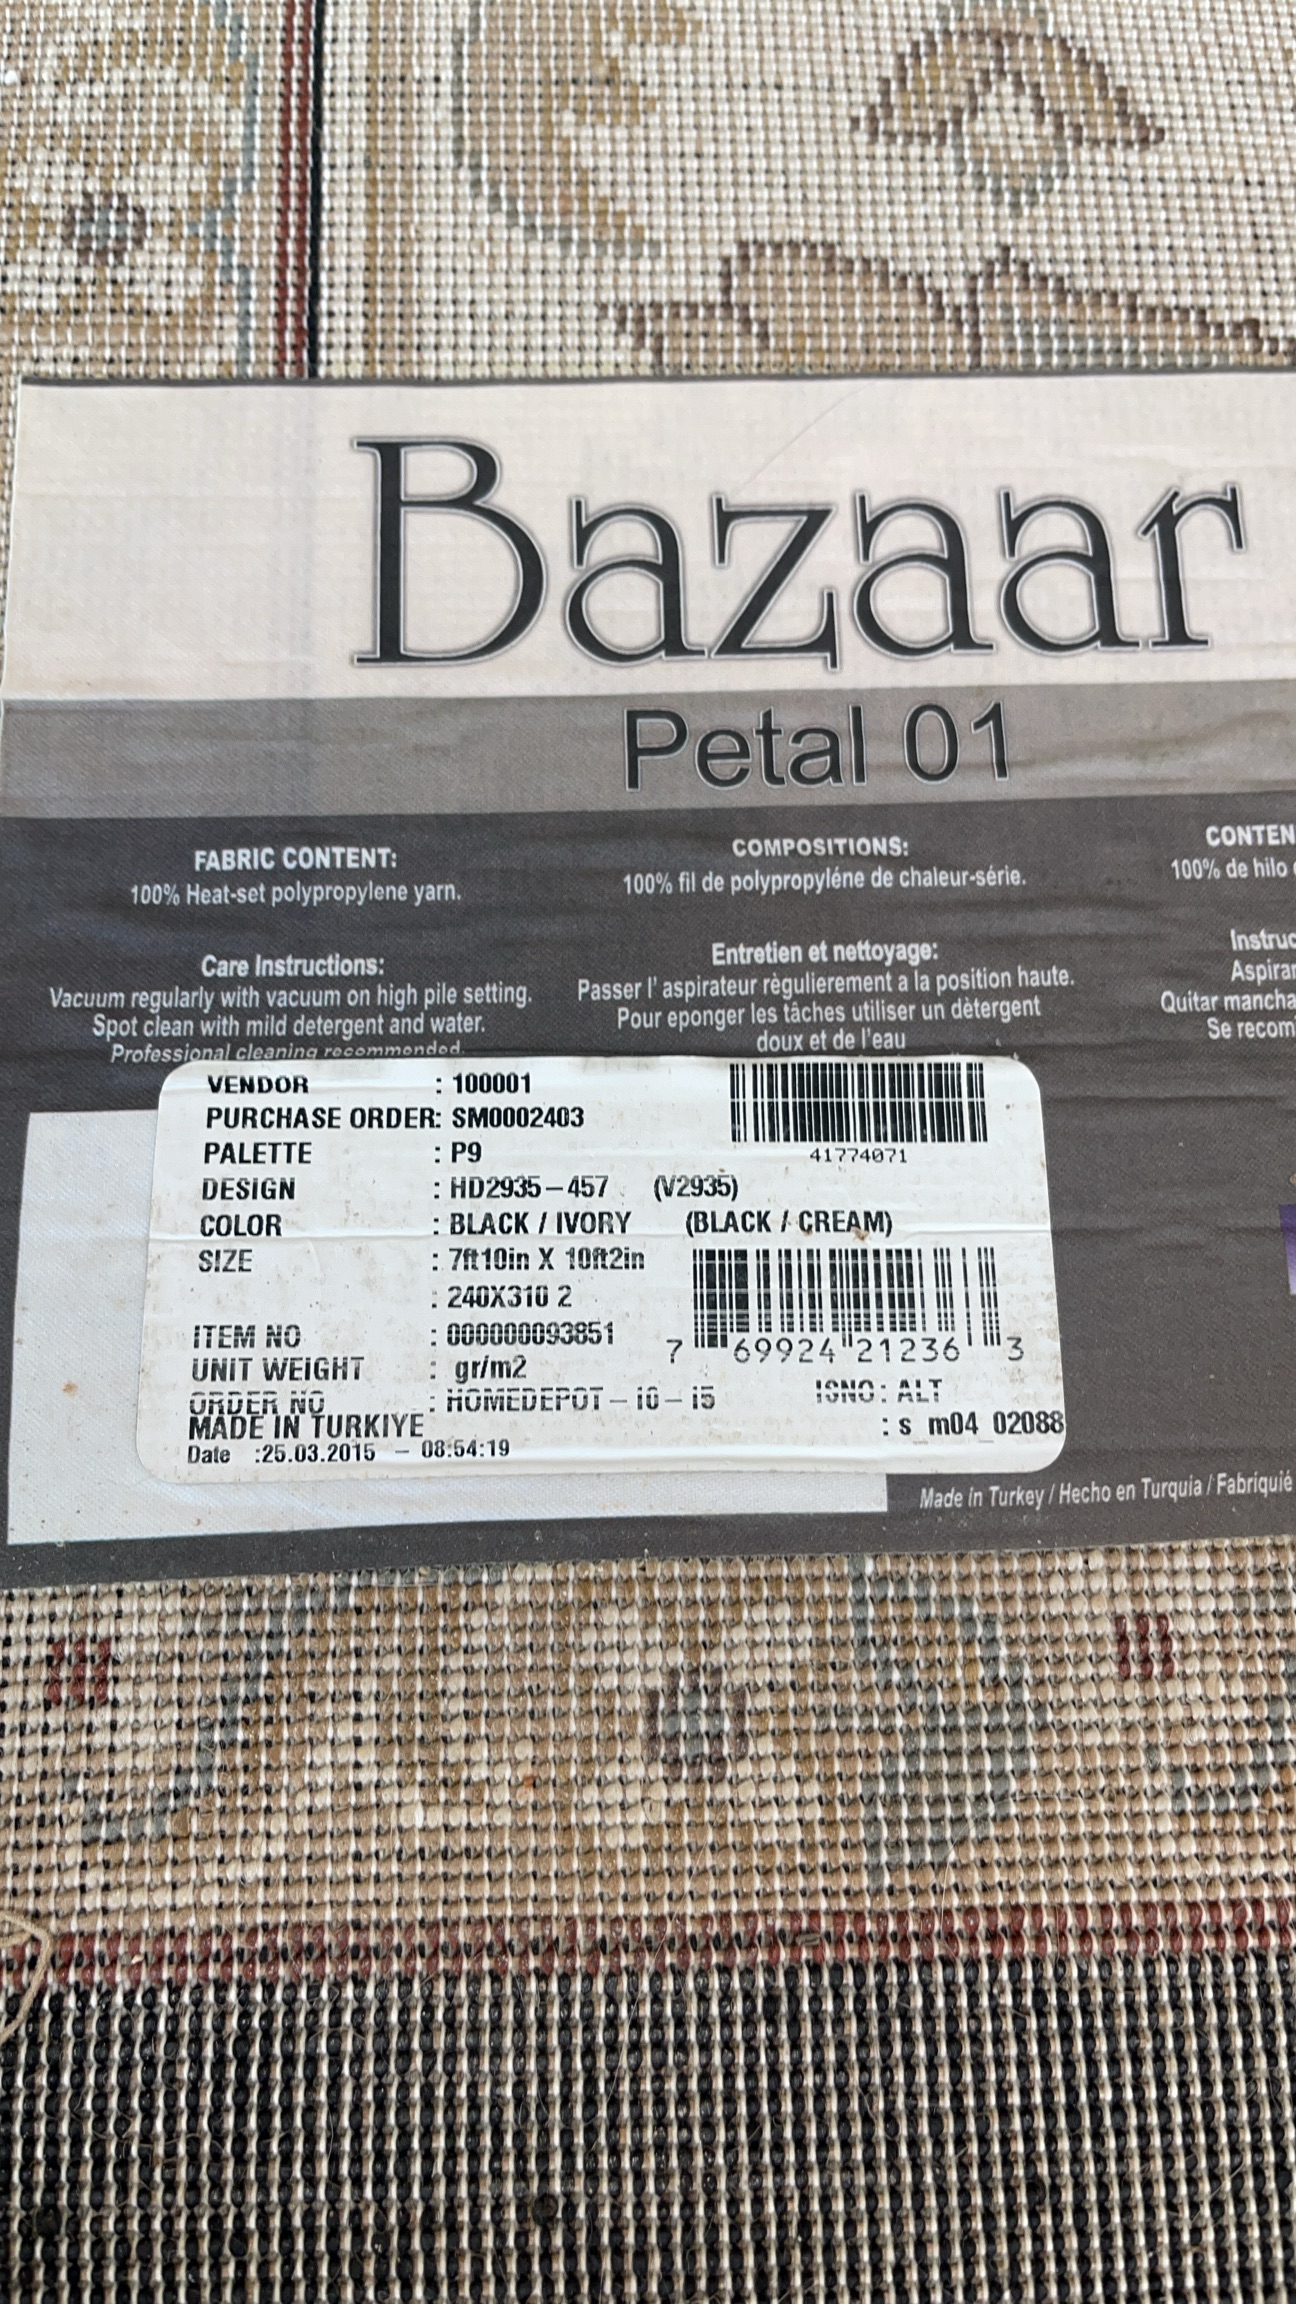 Bazaar
Petal 01
FABRIC CONTENT:
100% Heat-set polypropylene yarn.
Care Instructions:
Vacuum regularly with vacuum on high pile setting.
Spot clean with mild detergent and water.
Professional cleaning recommended.
COMPOSITIONS:
100% fil de polypropyléne de chaleur-série.
Entretien et nettoyage:
Passer l' aspirateur règulierement a la position haute.
Pour eponger les tâches utiliser un dètergent
doux et de l'eau
CONTEN
100% de hilo
Instruc
Aspirar
Quitar mancha
Se recom
VENDOR : 100001
PURCHASE ORDER: SM0002403
PALETTE : P9
DESIGN : HD2935-457 (V2935)
COLOR : BLACK / IVORY (BLACK / CREAM)
SIZE : 7ft10in X 10ft2in
: 240X310 2
ITEM NO : 000000093851
UNIT WEIGHT : gr/m2
ORDER NO : HOMEDEPOT-i6-i5
MADE IN TURKIYE
Date :25.03.2015 - 08:54:19
41774071
7 69924 21236 3
ISNO: ALT
: s_m04_02088
Made in Turkey / Hecho en Turquia / Fabriquié